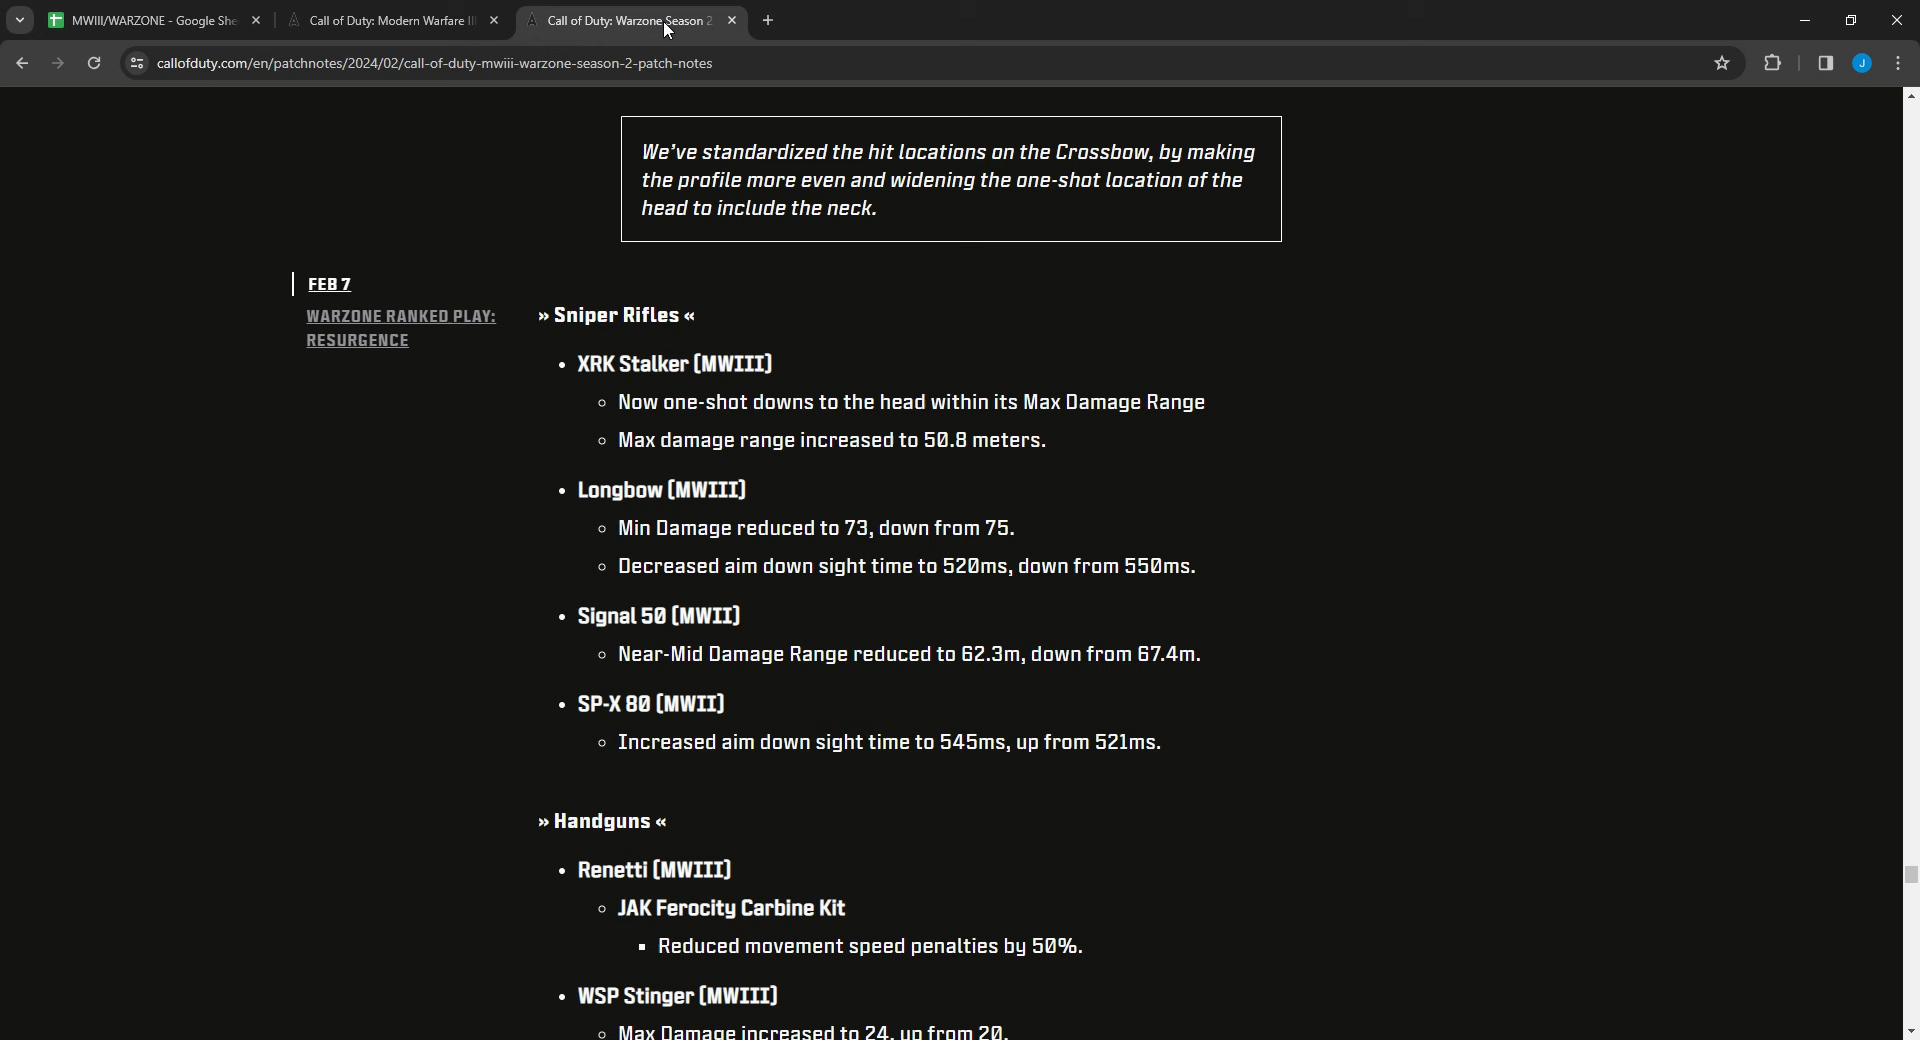 MWIII/WARZONE - Google She
Call of Duty: Modern Warfare III
Call of Duty: Warzone Season 2
callofduty.com/en/patchnotes/2024/02/call-of-duty-mwiii-warzone-season-2-patch-notes
J
We've standardized the hit locations on the Crossbow, by making
the profile more even and widening the one-shot location of the
head to include the neck.
FEB 7
WARZONE RANKED PLAY:
RESURGENCE
» Sniper Rifles «
• XRK Stalker (MWIII)
◦ Now one-shot downs to the head within its Max Damage Range
◦ Max damage range increased to 50.8 meters.
• Longbow (MWIII)
◦ Min Damage reduced to 73, down from 75.
◦ Decreased aim down sight time to 520ms, down from 550ms.
• Signal 50 (MWII)
◦ Near-Mid Damage Range reduced to 62.3m, down from 67.4m.
• SP-X 80 (MWII)
◦ Increased aim down sight time to 545ms, up from 521ms.
» Handguns «
• Renetti (MWIII)
◦ JAK Ferocity Carbine Kit
▪ Reduced movement speed penalties by 50%.
• WSP Stinger (MWIII)
◦ Max Damage increased to 24, up from 20.